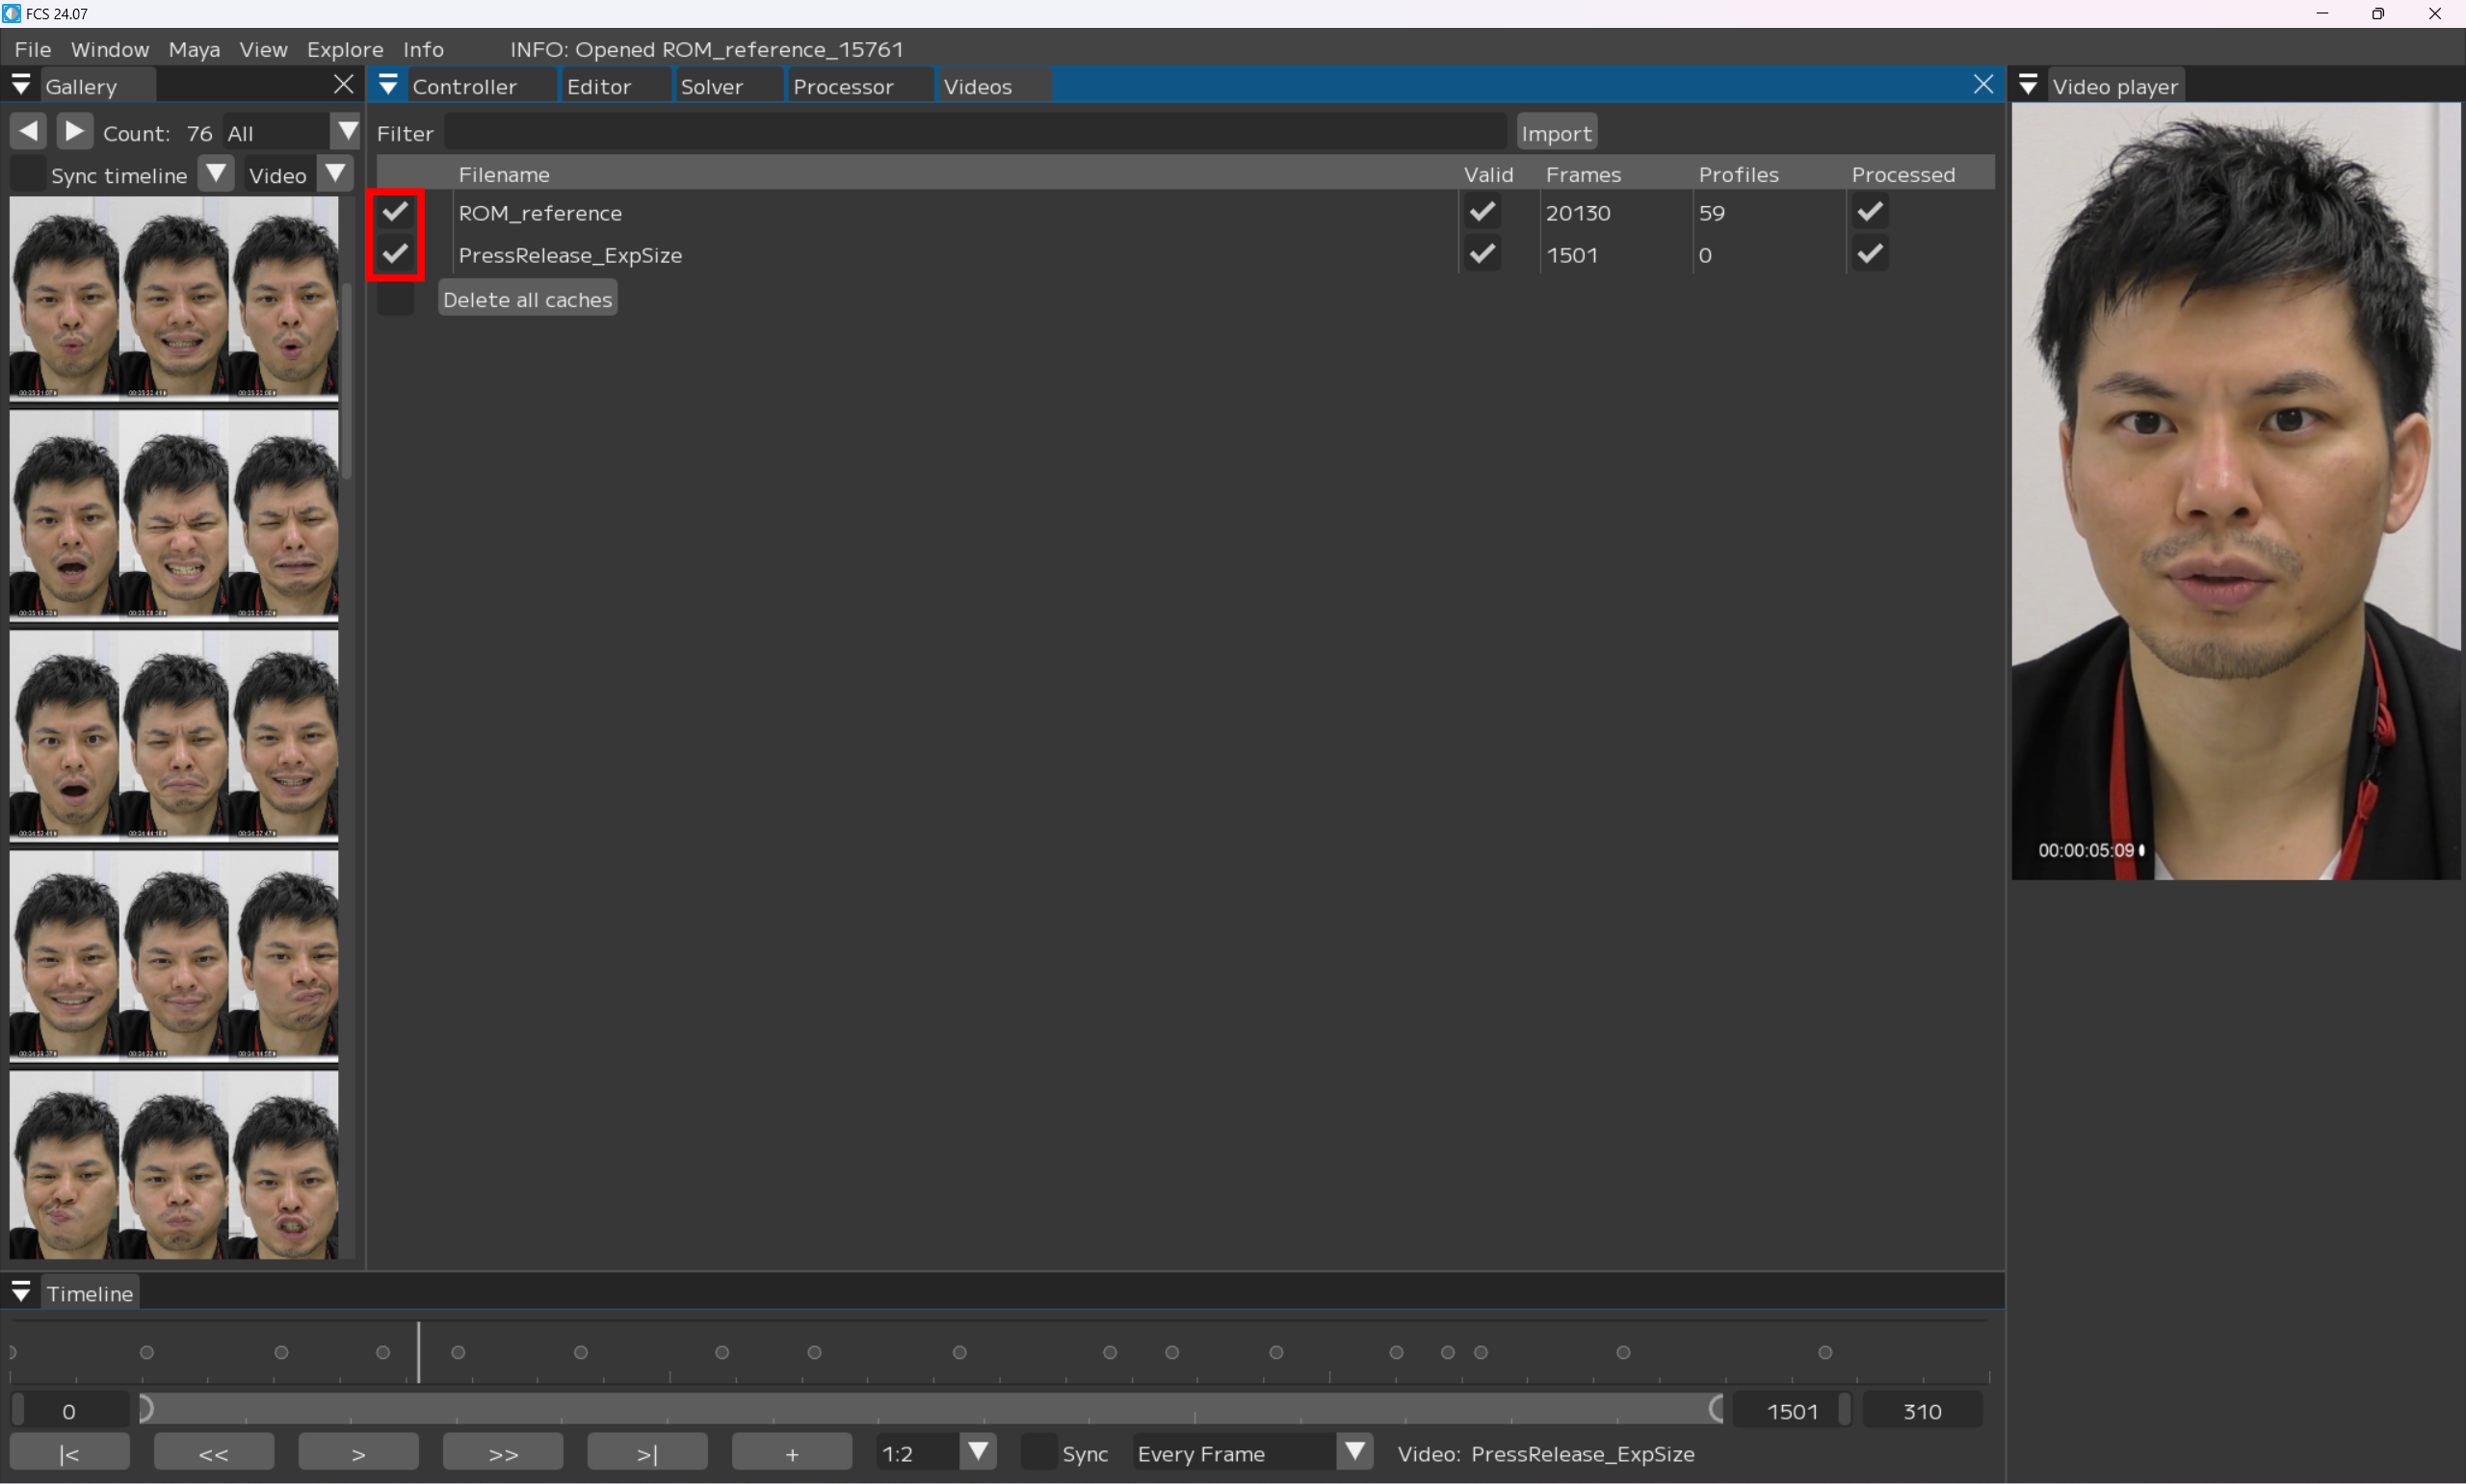 FCS 24.07
File Window Maya View Explore Info INFO: Opened ROM_reference_15761
Gallery
Controller Editor Solver Processor Videos
Video player
Count: 76 All
Sync timeline Video
Filter Import
Filename Valid Frames Profiles Processed
ROM_reference 20130 59
PressRelease_ExpSize 1501 0
Delete all caches
00:00:05:09
Timeline
0 1501 310
|< << > >> >| + 1:2 Sync Every Frame Video: PressRelease_ExpSize